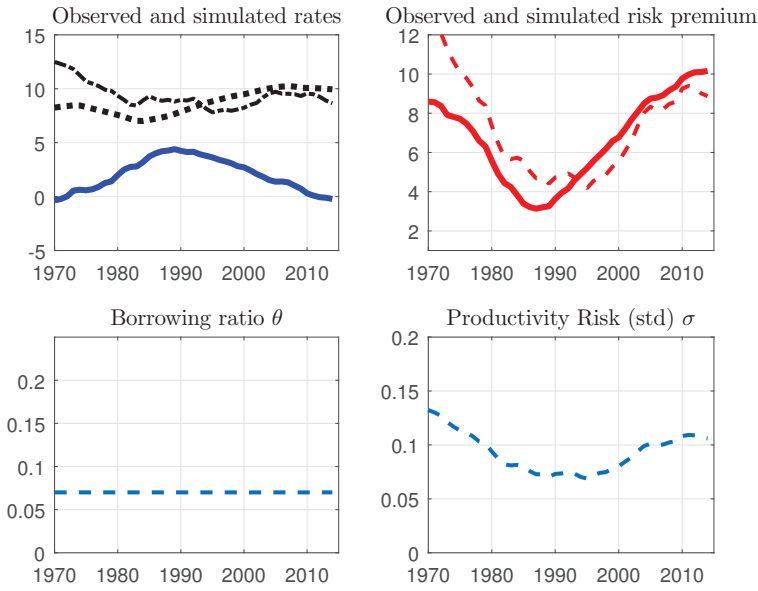 Observed and simulated rates
15
10
5
0
-5
1970 1980 1990 2000 2010
Observed and simulated risk premium
12
10
8
6
4
2
1970 1980 1990 2000 2010
Borrowing ratio θ
0.2
0.15
0.1
0.05
0
1970 1980 1990 2000 2010
Productivity Risk (std) σ
0.2
0.15
0.1
0.05
0
1970 1980 1990 2000 2010